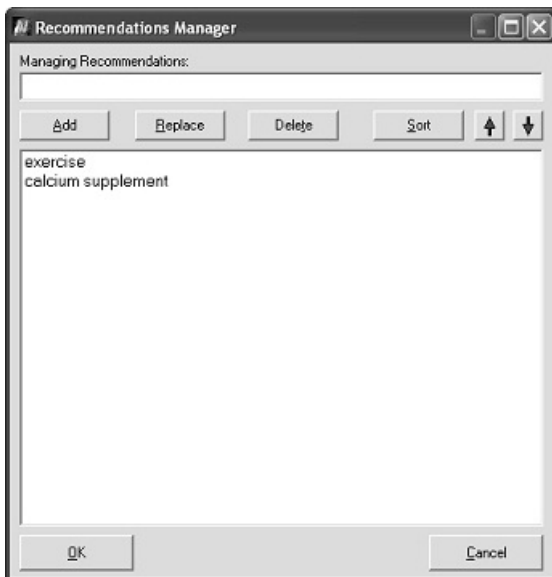 Recommendations Manager
Managing Recommendations:
Add Replace Delete Sort
exercise
calcium supplement
OK Cancel